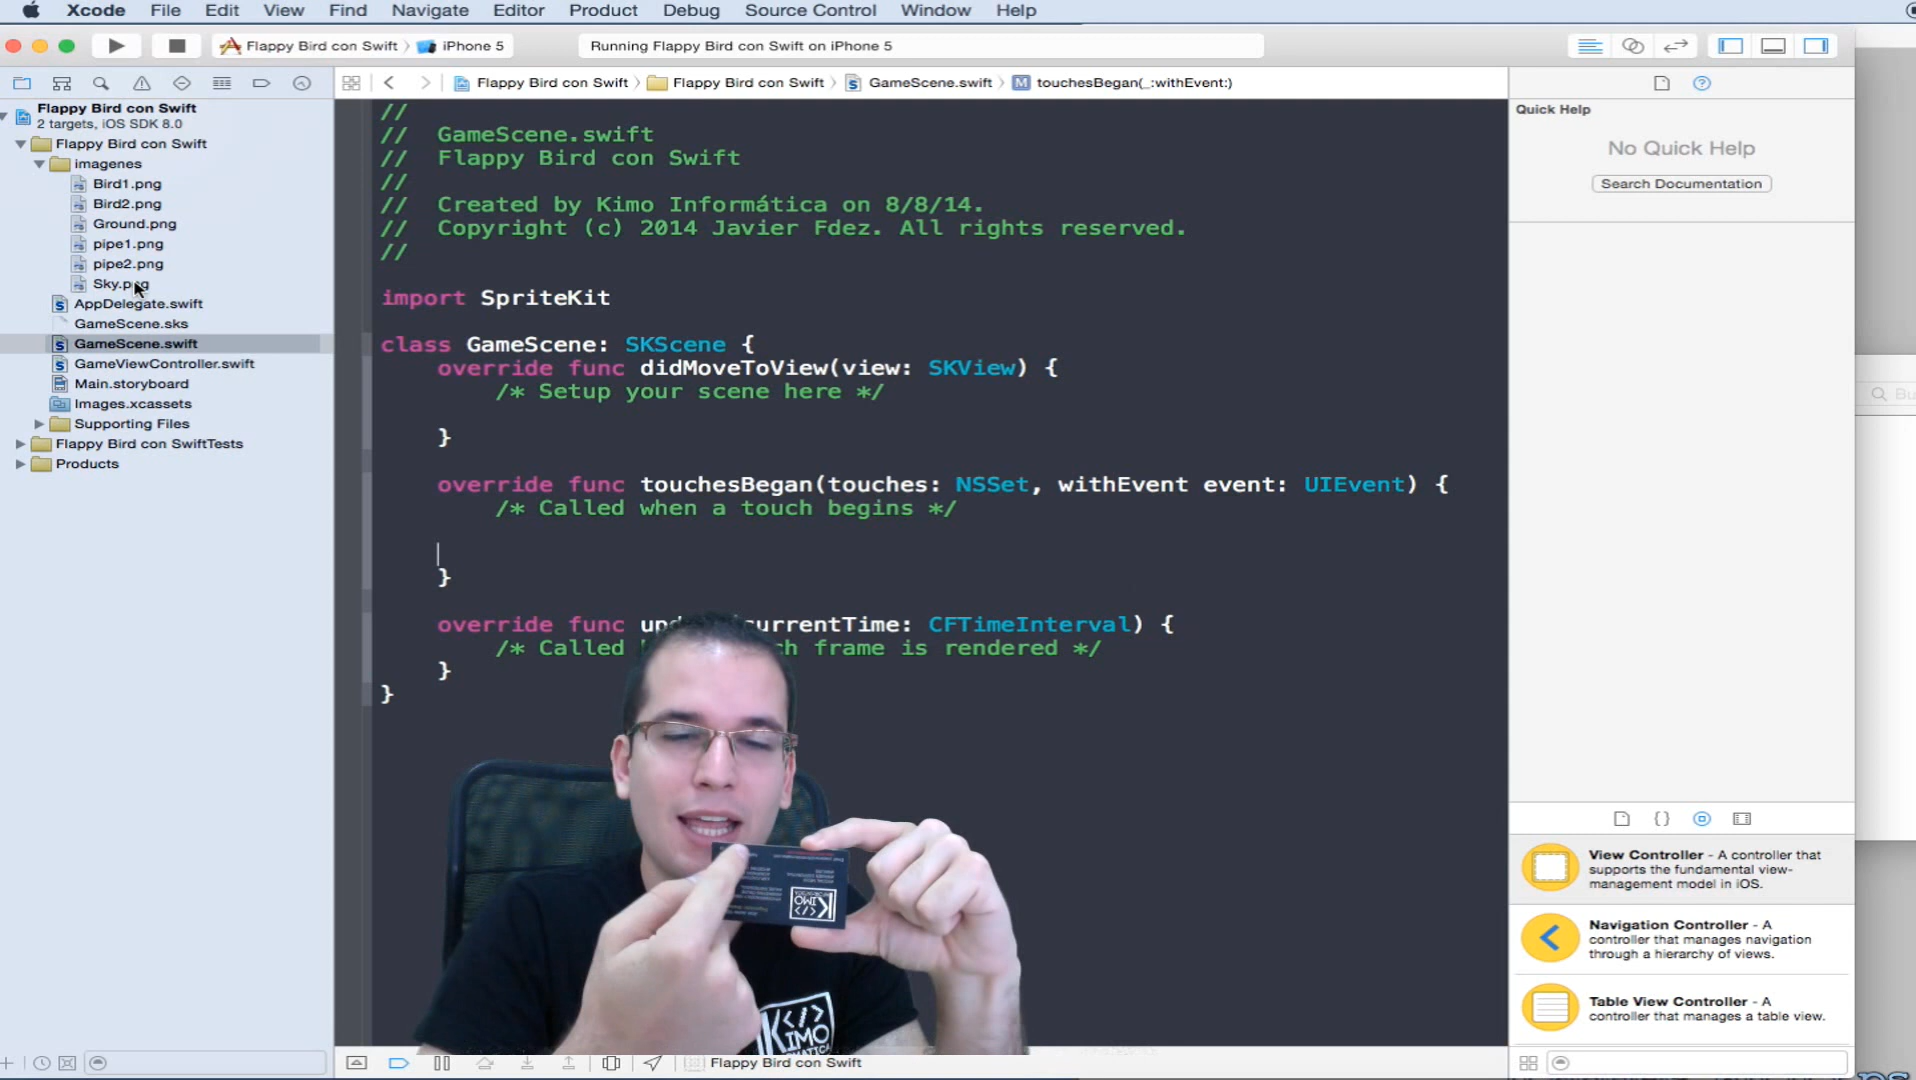 Xcode File Edit View Find Navigate Editor Product Debug Source Control Window Help
Flappy Bird con Swift iPhone 5
Running Flappy Bird con Swift on iPhone 5
Flappy Bird con Swift Flappy Bird con Swift GameScene.swift M touchesBegan(_:withEvent:)
Flappy Bird con Swift
2 targets, iOS SDK 8.0
Flappy Bird con Swift
imagenes
Bird1.png
Bird2.png
Ground.png
pipe1.png
pipe2.png
Sky.png
AppDelegate.swift
GameScene.sks
GameScene.swift
GameViewController.swift
Main.storyboard
Images.xcassets
Supporting Files
Flappy Bird con SwiftTests
Products
//
// GameScene.swift
// Flappy Bird con Swift
//
// Created by Kimo Informática on 8/8/14.
// Copyright (c) 2014 Javier Fdez. All rights reserved.
//
import SpriteKit
class GameScene: SKScene {
override func didMoveToView(view: SKView) {
/* Setup your scene here */
}
override func touchesBegan(touches: NSSet, withEvent event: UIEvent) {
/* Called when a touch begins */
}
override func currentTime: CFTimeInterval) {
/* Called frame is rendered */
}
}
Quick Help
No Quick Help
Search Documentation
{}
View Controller - A controller that
supports the fundamental view-
management model in iOS.
Navigation Controller - A
controller that manages navigation
through a hierarchy of views.
Table View Controller - A
controller that manages a table view.
</> KIMO
Flappy Bird con Swift